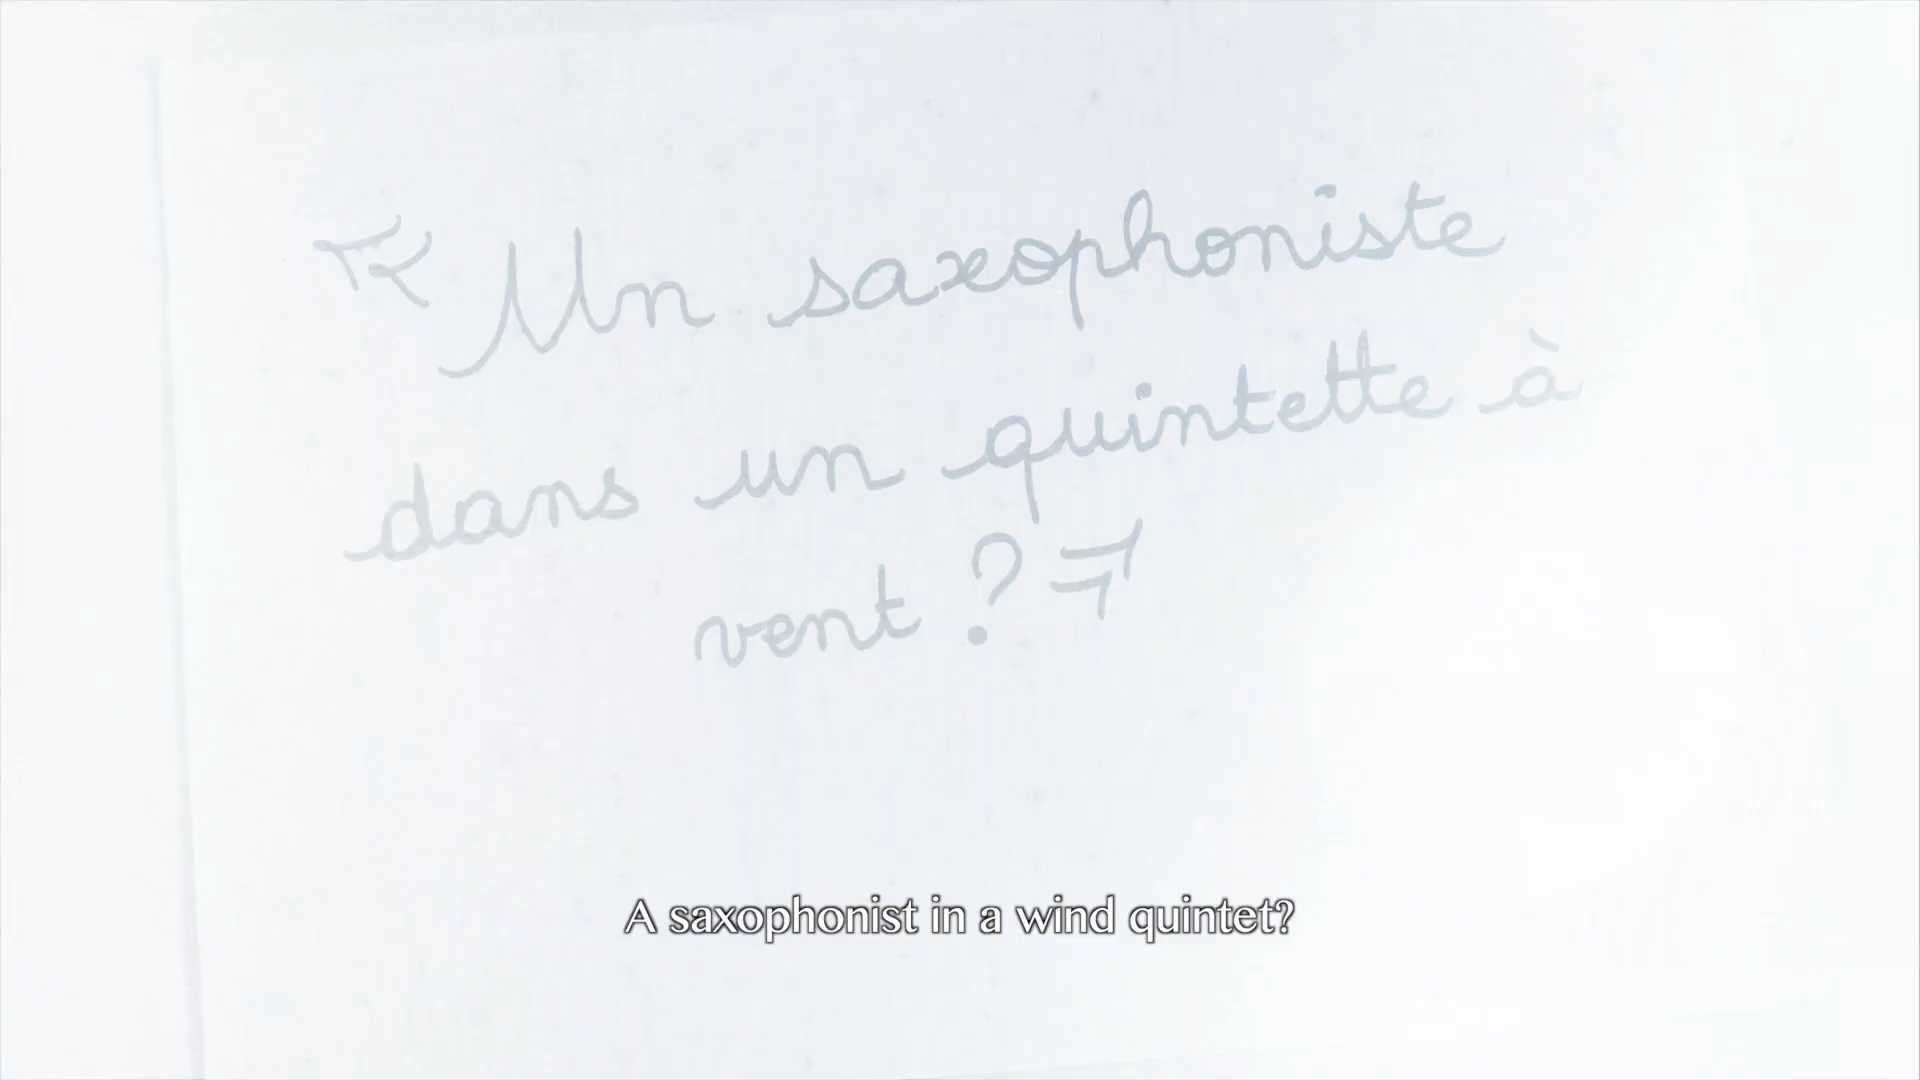 « Un saxophoniste
dans un quintette à
vent ? »
A saxophonist in a wind quintet?